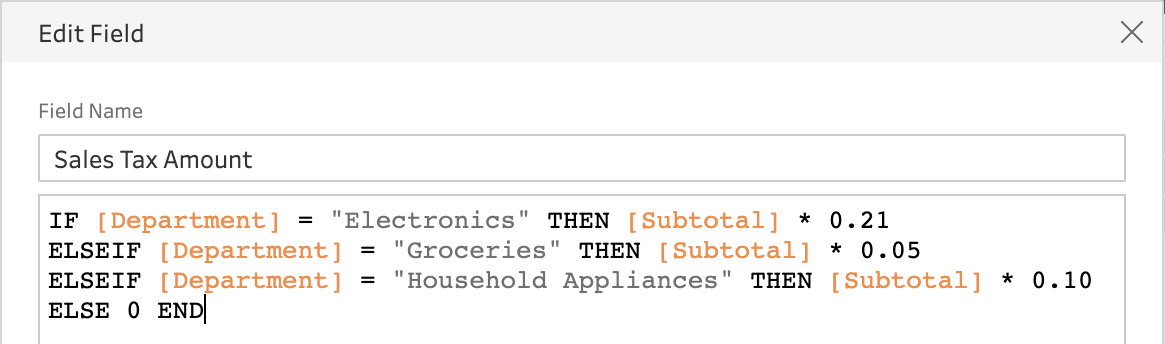 Edit Field
Field Name
Sales Tax Amount
IF [Department] = "Electronics" THEN [Subtotal] * 0.21
ELSEIF [Department] = "Groceries" THEN [Subtotal] * 0.05
ELSEIF [Department] = "Household Appliances" THEN [Subtotal] * 0.10
ELSE 0 END